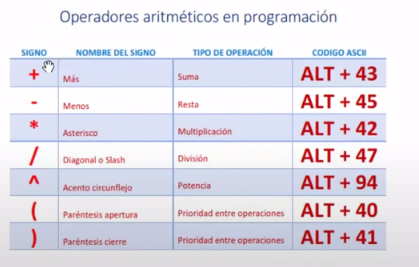 Operadores aritméticos en programación
SIGNO NOMBRE DEL SIGNO TIPO DE OPERACIÓN CODIGO ASCII
+ Más Suma ALT + 43
- Menos Resta ALT + 45
* Asterisco Multiplicación ALT + 42
/ Diagonal o Slash División ALT + 47
^ Acento circunflejo Potencia ALT + 94
( Paréntesis apertura Prioridad entre operaciones ALT + 40
) Paréntesis cierre Prioridad entre operaciones ALT + 41